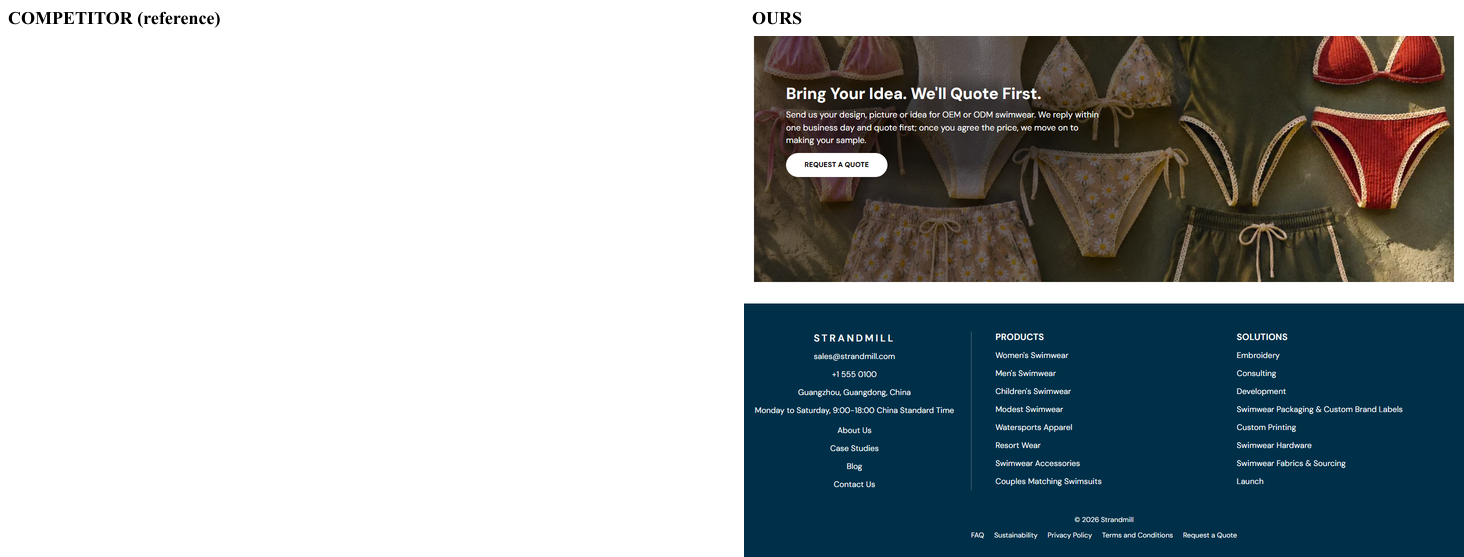 COMPETITOR (reference)
OURS
Bring Your Idea. We'll Quote First.
Send us your design, picture or idea for OEM or ODM swimwear. We reply within
one business day and quote first; once you agree the price, we move on to
making your sample.
REQUEST A QUOTE
STRANDMILL
sales@strandmill.com
+1 555 0100
Guangzhou, Guangdong, China
Monday to Saturday, 9:00-18:00 China Standard Time
About Us
Case Studies
Blog
Contact Us
PRODUCTS
Women's Swimwear
Men's Swimwear
Children's Swimwear
Modest Swimwear
Watersports Apparel
Resort Wear
Swimwear Accessories
Couples Matching Swimsuits
SOLUTIONS
Embroidery
Consulting
Development
Swimwear Packaging & Custom Brand Labels
Custom Printing
Swimwear Hardware
Swimwear Fabrics & Sourcing
Launch
© 2026 Strandmill
FAQ Sustainability Privacy Policy Terms and Conditions Request a Quote